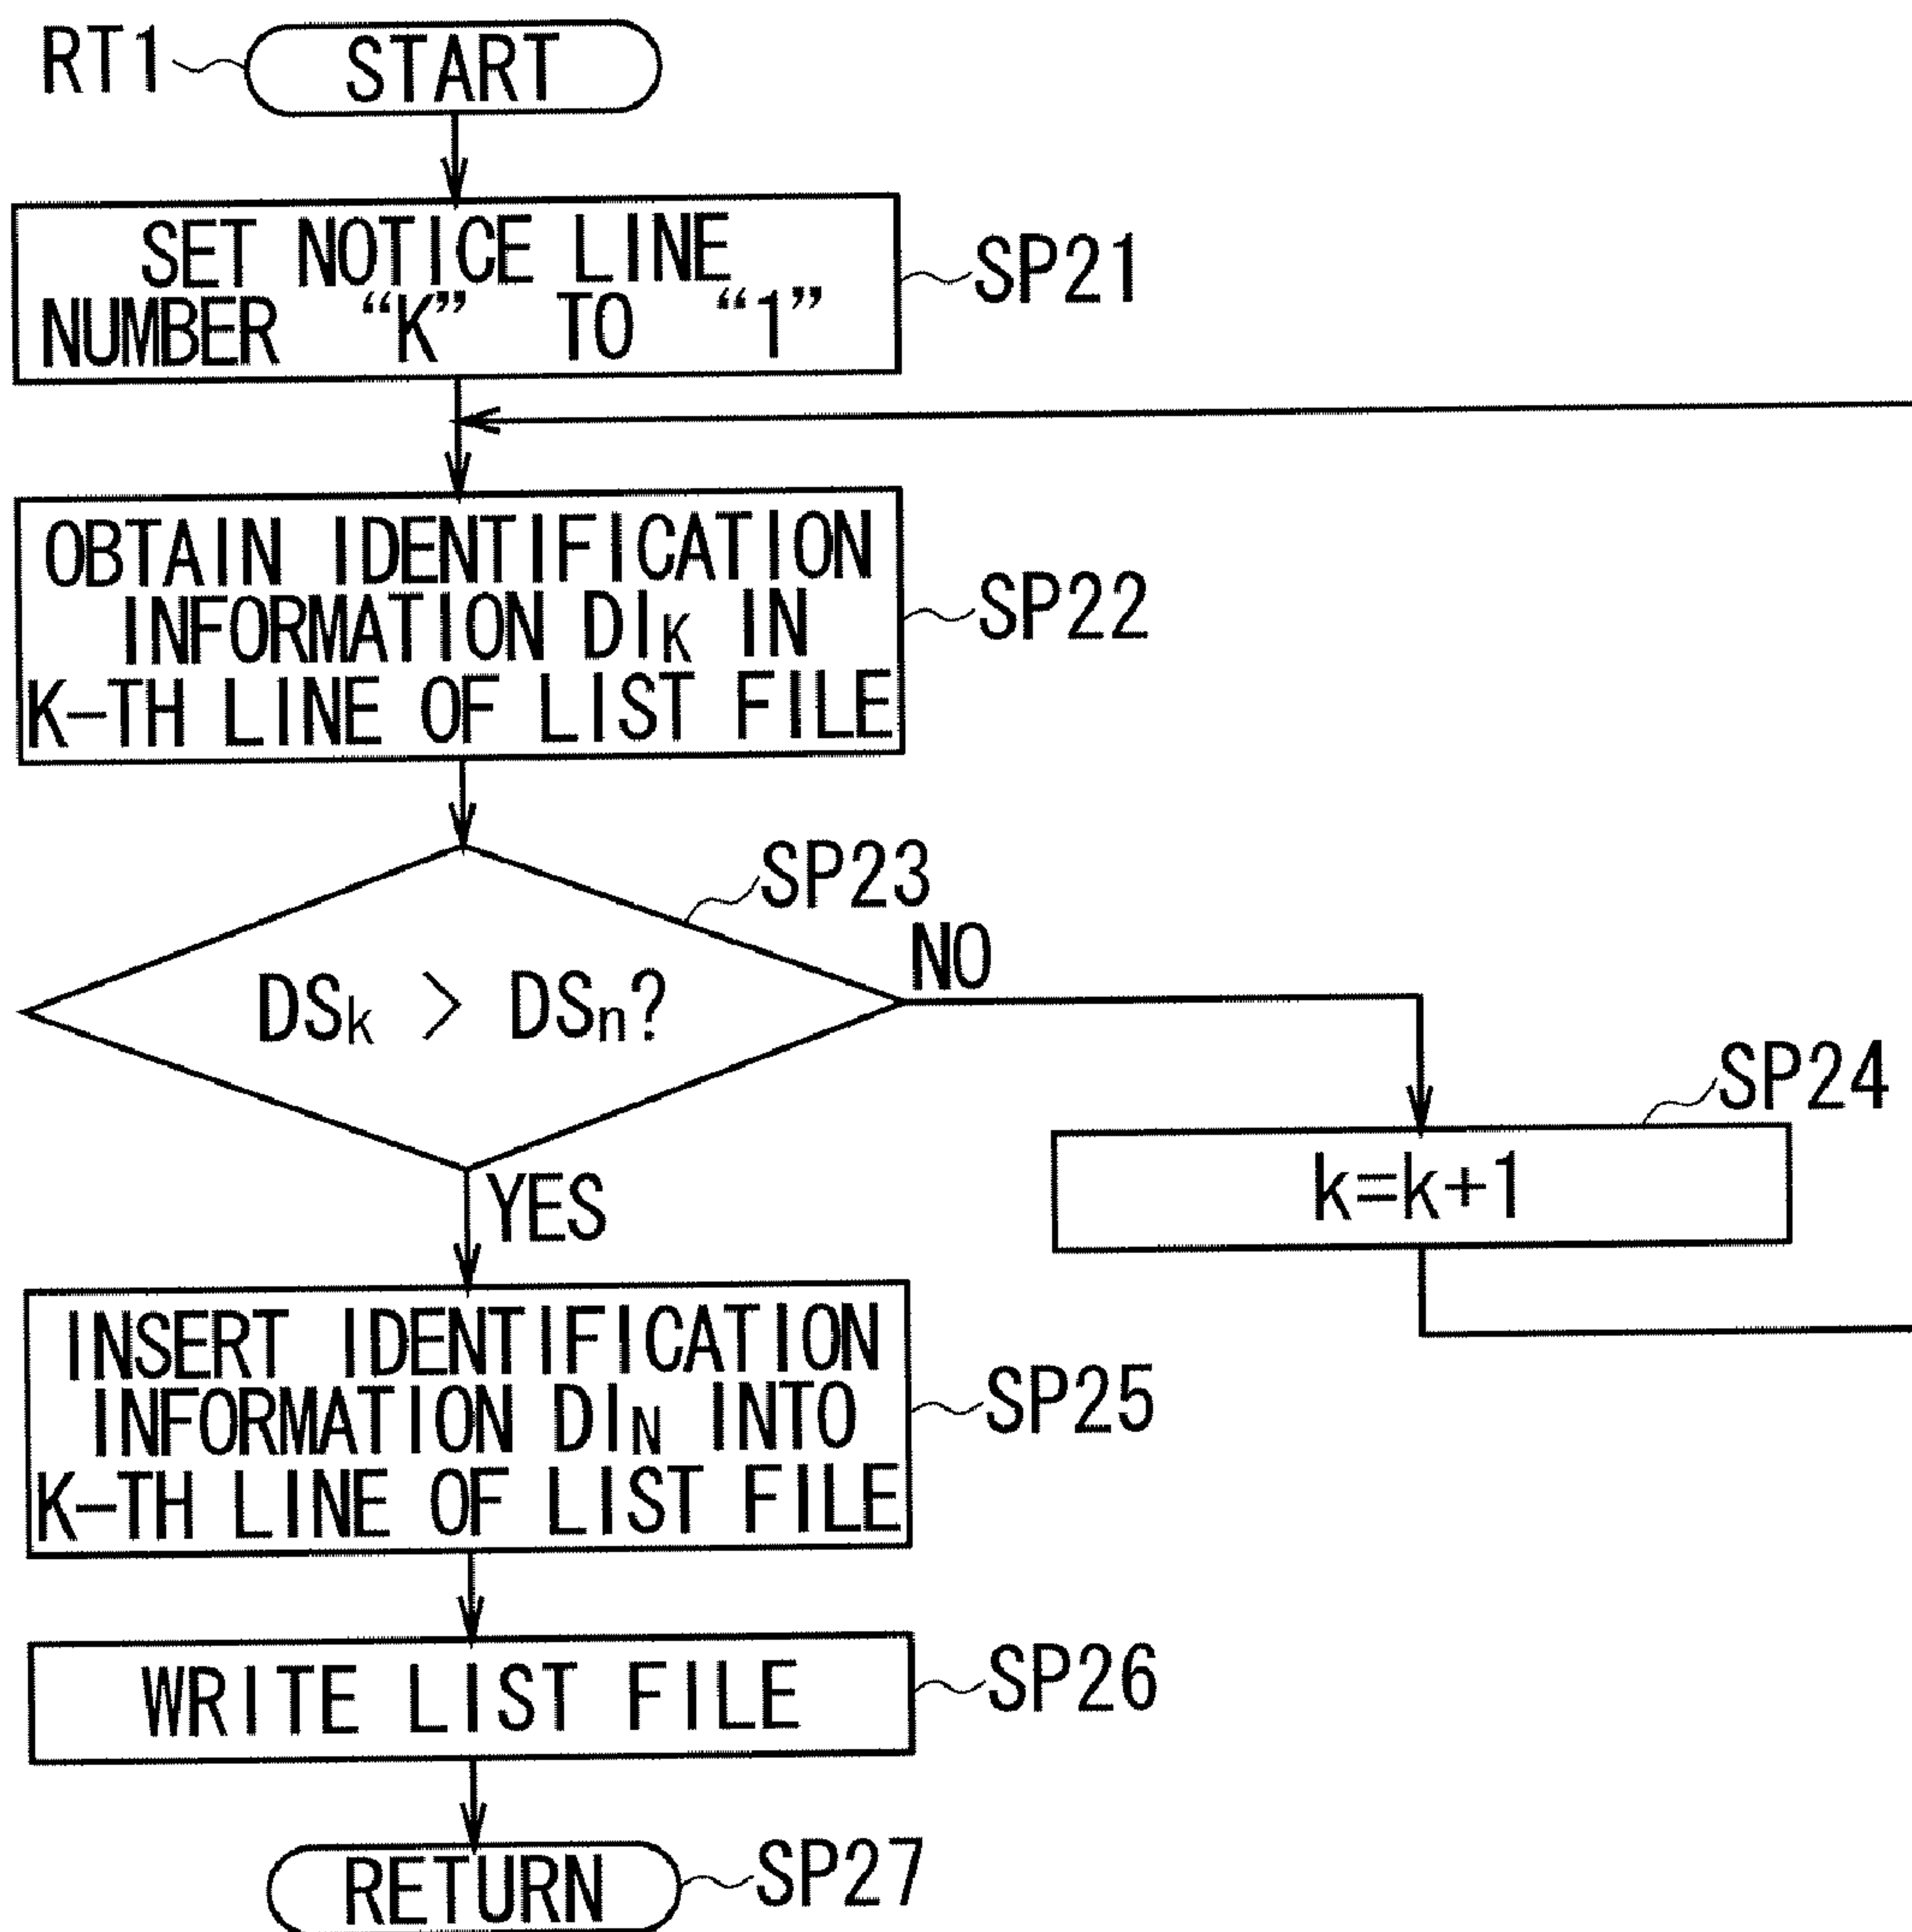 RT1
START
SET NOTICE LINE
NUMBER “K” TO “1”
SP21
OBTAIN IDENTIFICATION
INFORMATION DIK IN
K-TH LINE OF LIST FILE
SP22
SP23
DSk > DSn?
NO
SP24
k=k+1
YES
INSERT IDENTIFICATION
INFORMATION DIN INTO
K-TH LINE OF LIST FILE
SP25
WRITE LIST FILE
SP26
RETURN
SP27